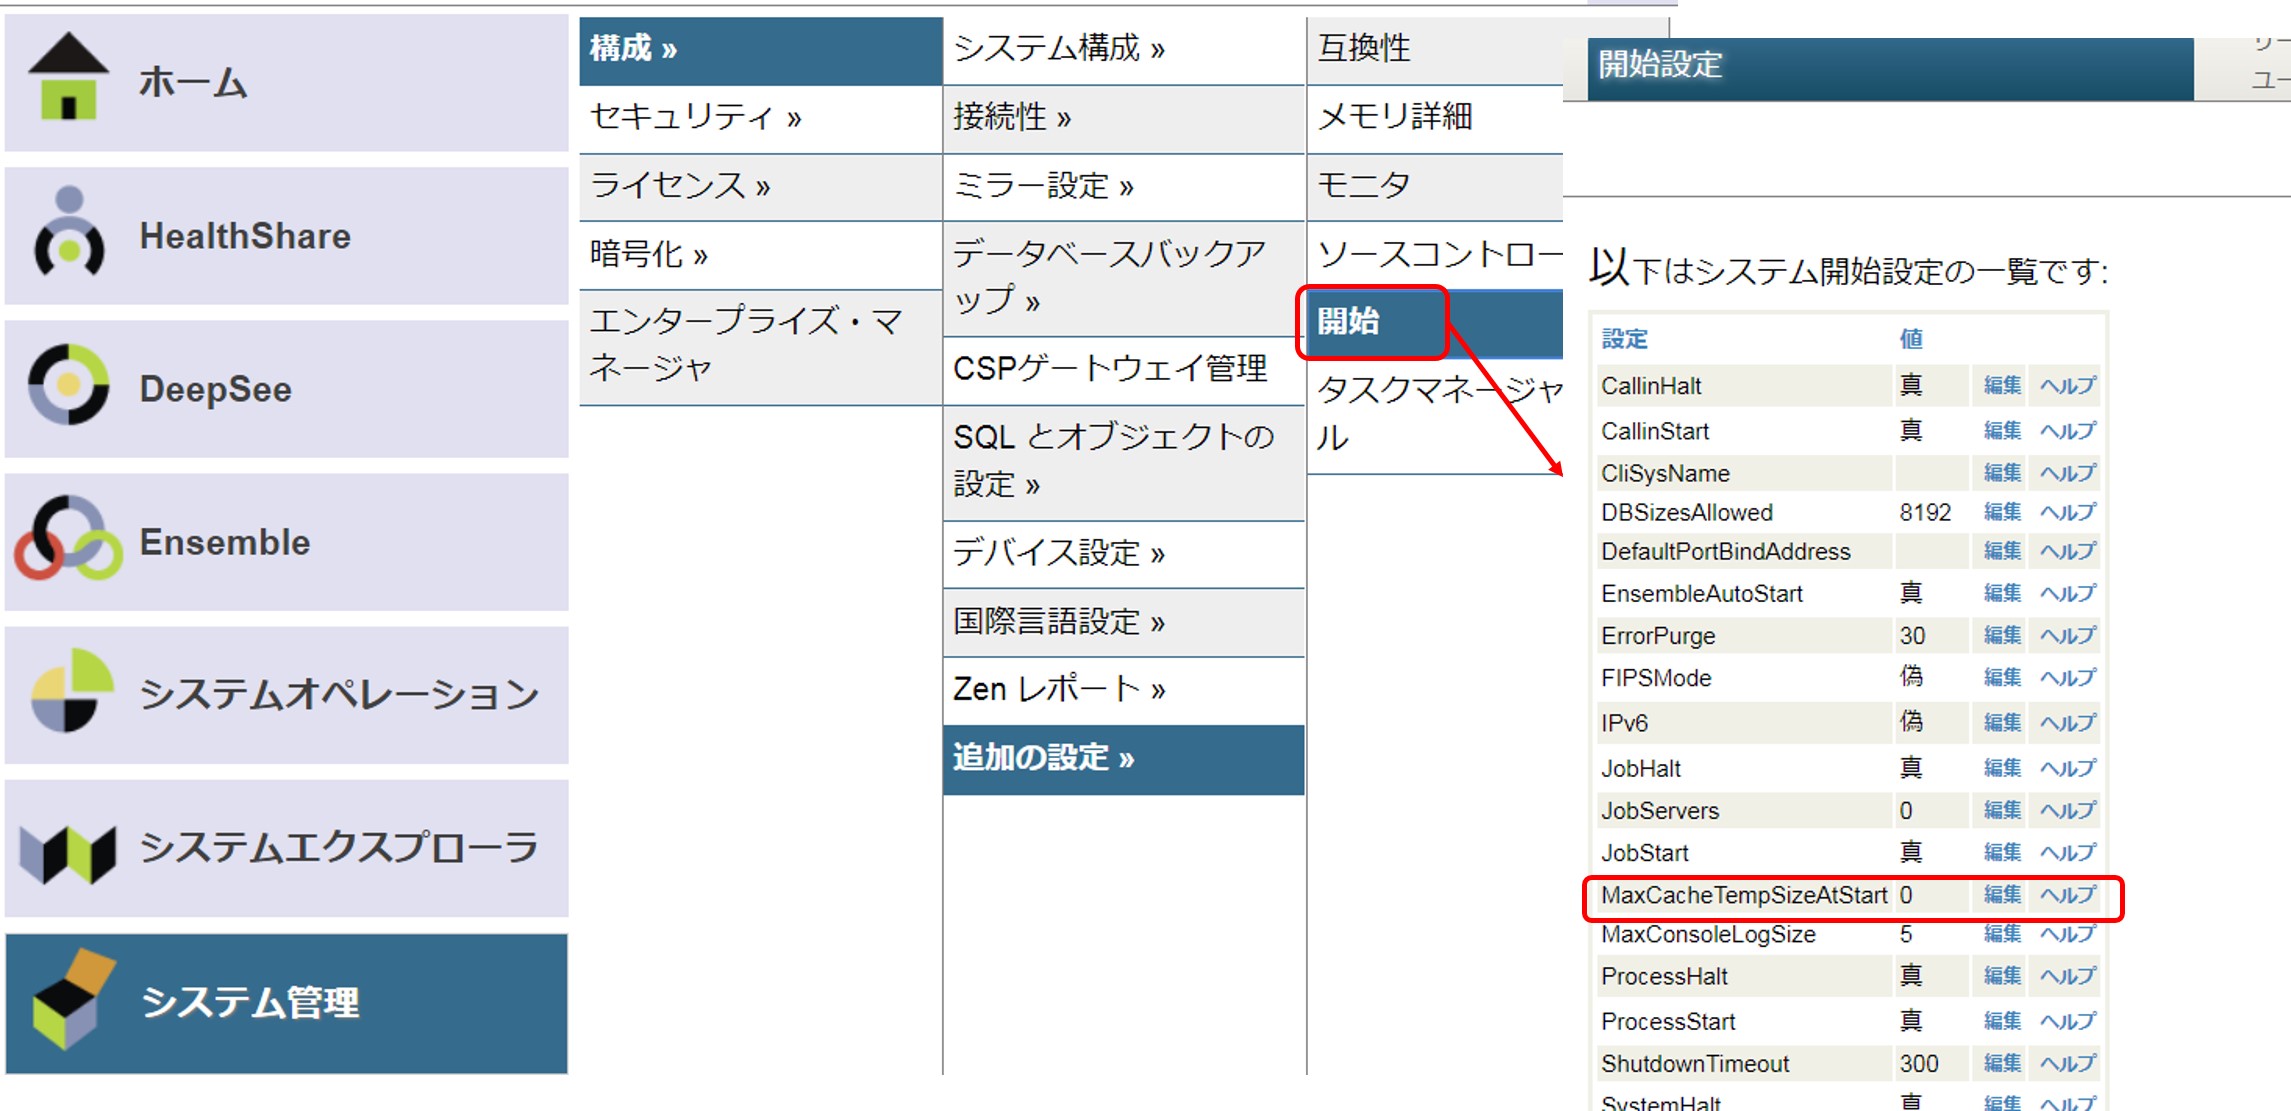 ホーム
HealthShare
DeepSee
Ensemble
システムオペレーション
システムエクスプローラ
システム管理
構成 »
セキュリティ »
ライセンス »
暗号化 »
エンタープライズ・マ
ネージャ
システム構成 »
接続性 »
ミラー設定 »
データベースバックア
ップ »
CSPゲートウェイ管理
SQL とオブジェクトの
設定 »
デバイス設定 »
国際言語設定 »
Zen レポート »
追加の設定 »
互換性
メモリ詳細
モニタ
ソースコントロー
開始
タスクマネージャ
ル
開始設定
ユー
以下はシステム開始設定の一覧です:
設定 値
CallinHalt 真 編集 ヘルプ
CallinStart 真 編集 ヘルプ
CliSysName 編集 ヘルプ
DBSizesAllowed 8192 編集 ヘルプ
DefaultPortBindAddress 編集 ヘルプ
EnsembleAutoStart 真 編集 ヘルプ
ErrorPurge 30 編集 ヘルプ
FIPSMode 偽 編集 ヘルプ
IPv6 偽 編集 ヘルプ
JobHalt 真 編集 ヘルプ
JobServers 0 編集 ヘルプ
JobStart 真 編集 ヘルプ
MaxCacheTempSizeAtStart 0 編集 ヘルプ
MaxConsoleLogSize 5 編集 ヘルプ
ProcessHalt 真 編集 ヘルプ
ProcessStart 真 編集 ヘルプ
ShutdownTimeout 300 編集 ヘルプ
SystemHalt 真 編集 ヘルプ